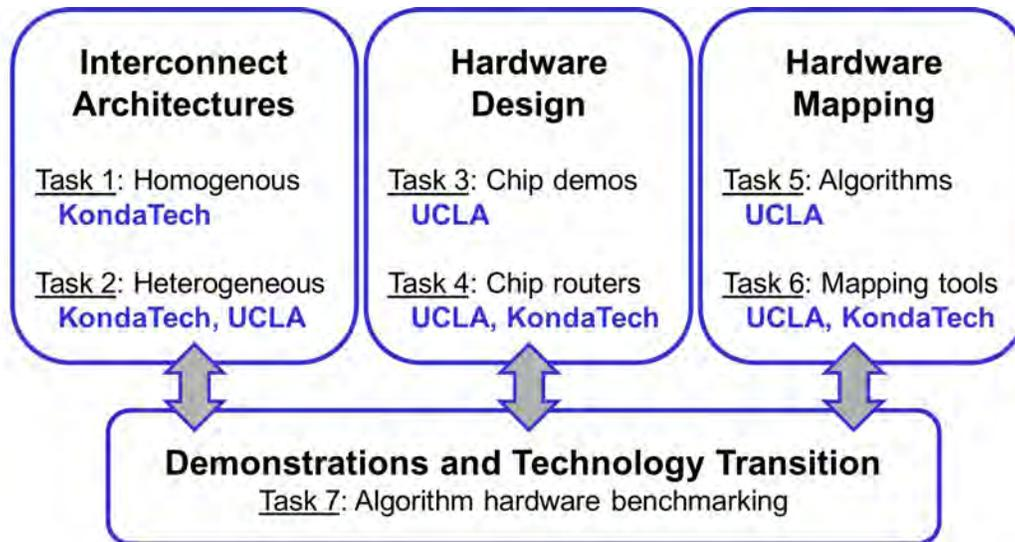 Interconnect
Architectures
Task 1: Homogenous
KondaTech
Task 2: Heterogeneous
KondaTech, UCLA
Hardware
Design
Task 3: Chip demos
UCLA
Task 4: Chip routers
UCLA, KondaTech
Hardware
Mapping
Task 5: Algorithms
UCLA
Task 6: Mapping tools
UCLA, KondaTech
Demonstrations and Technology Transition
Task 7: Algorithm hardware benchmarking